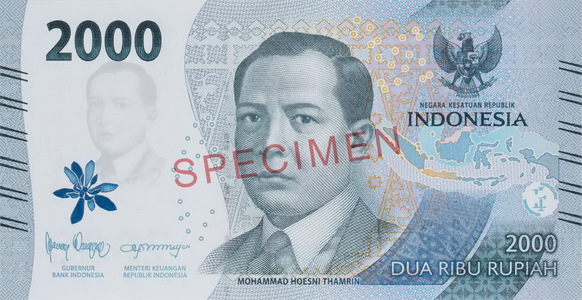 2000
NEGARA KESATUAN REPUBLIK
INDONESIA
SPECIMEN
GUBERNUR
BANK INDONESIA
MENTERI KEUANGAN
REPUBLIK INDONESIA
MOHAMMAD HOESNI THAMRIN
2000
DUA RIBU RUPIAH